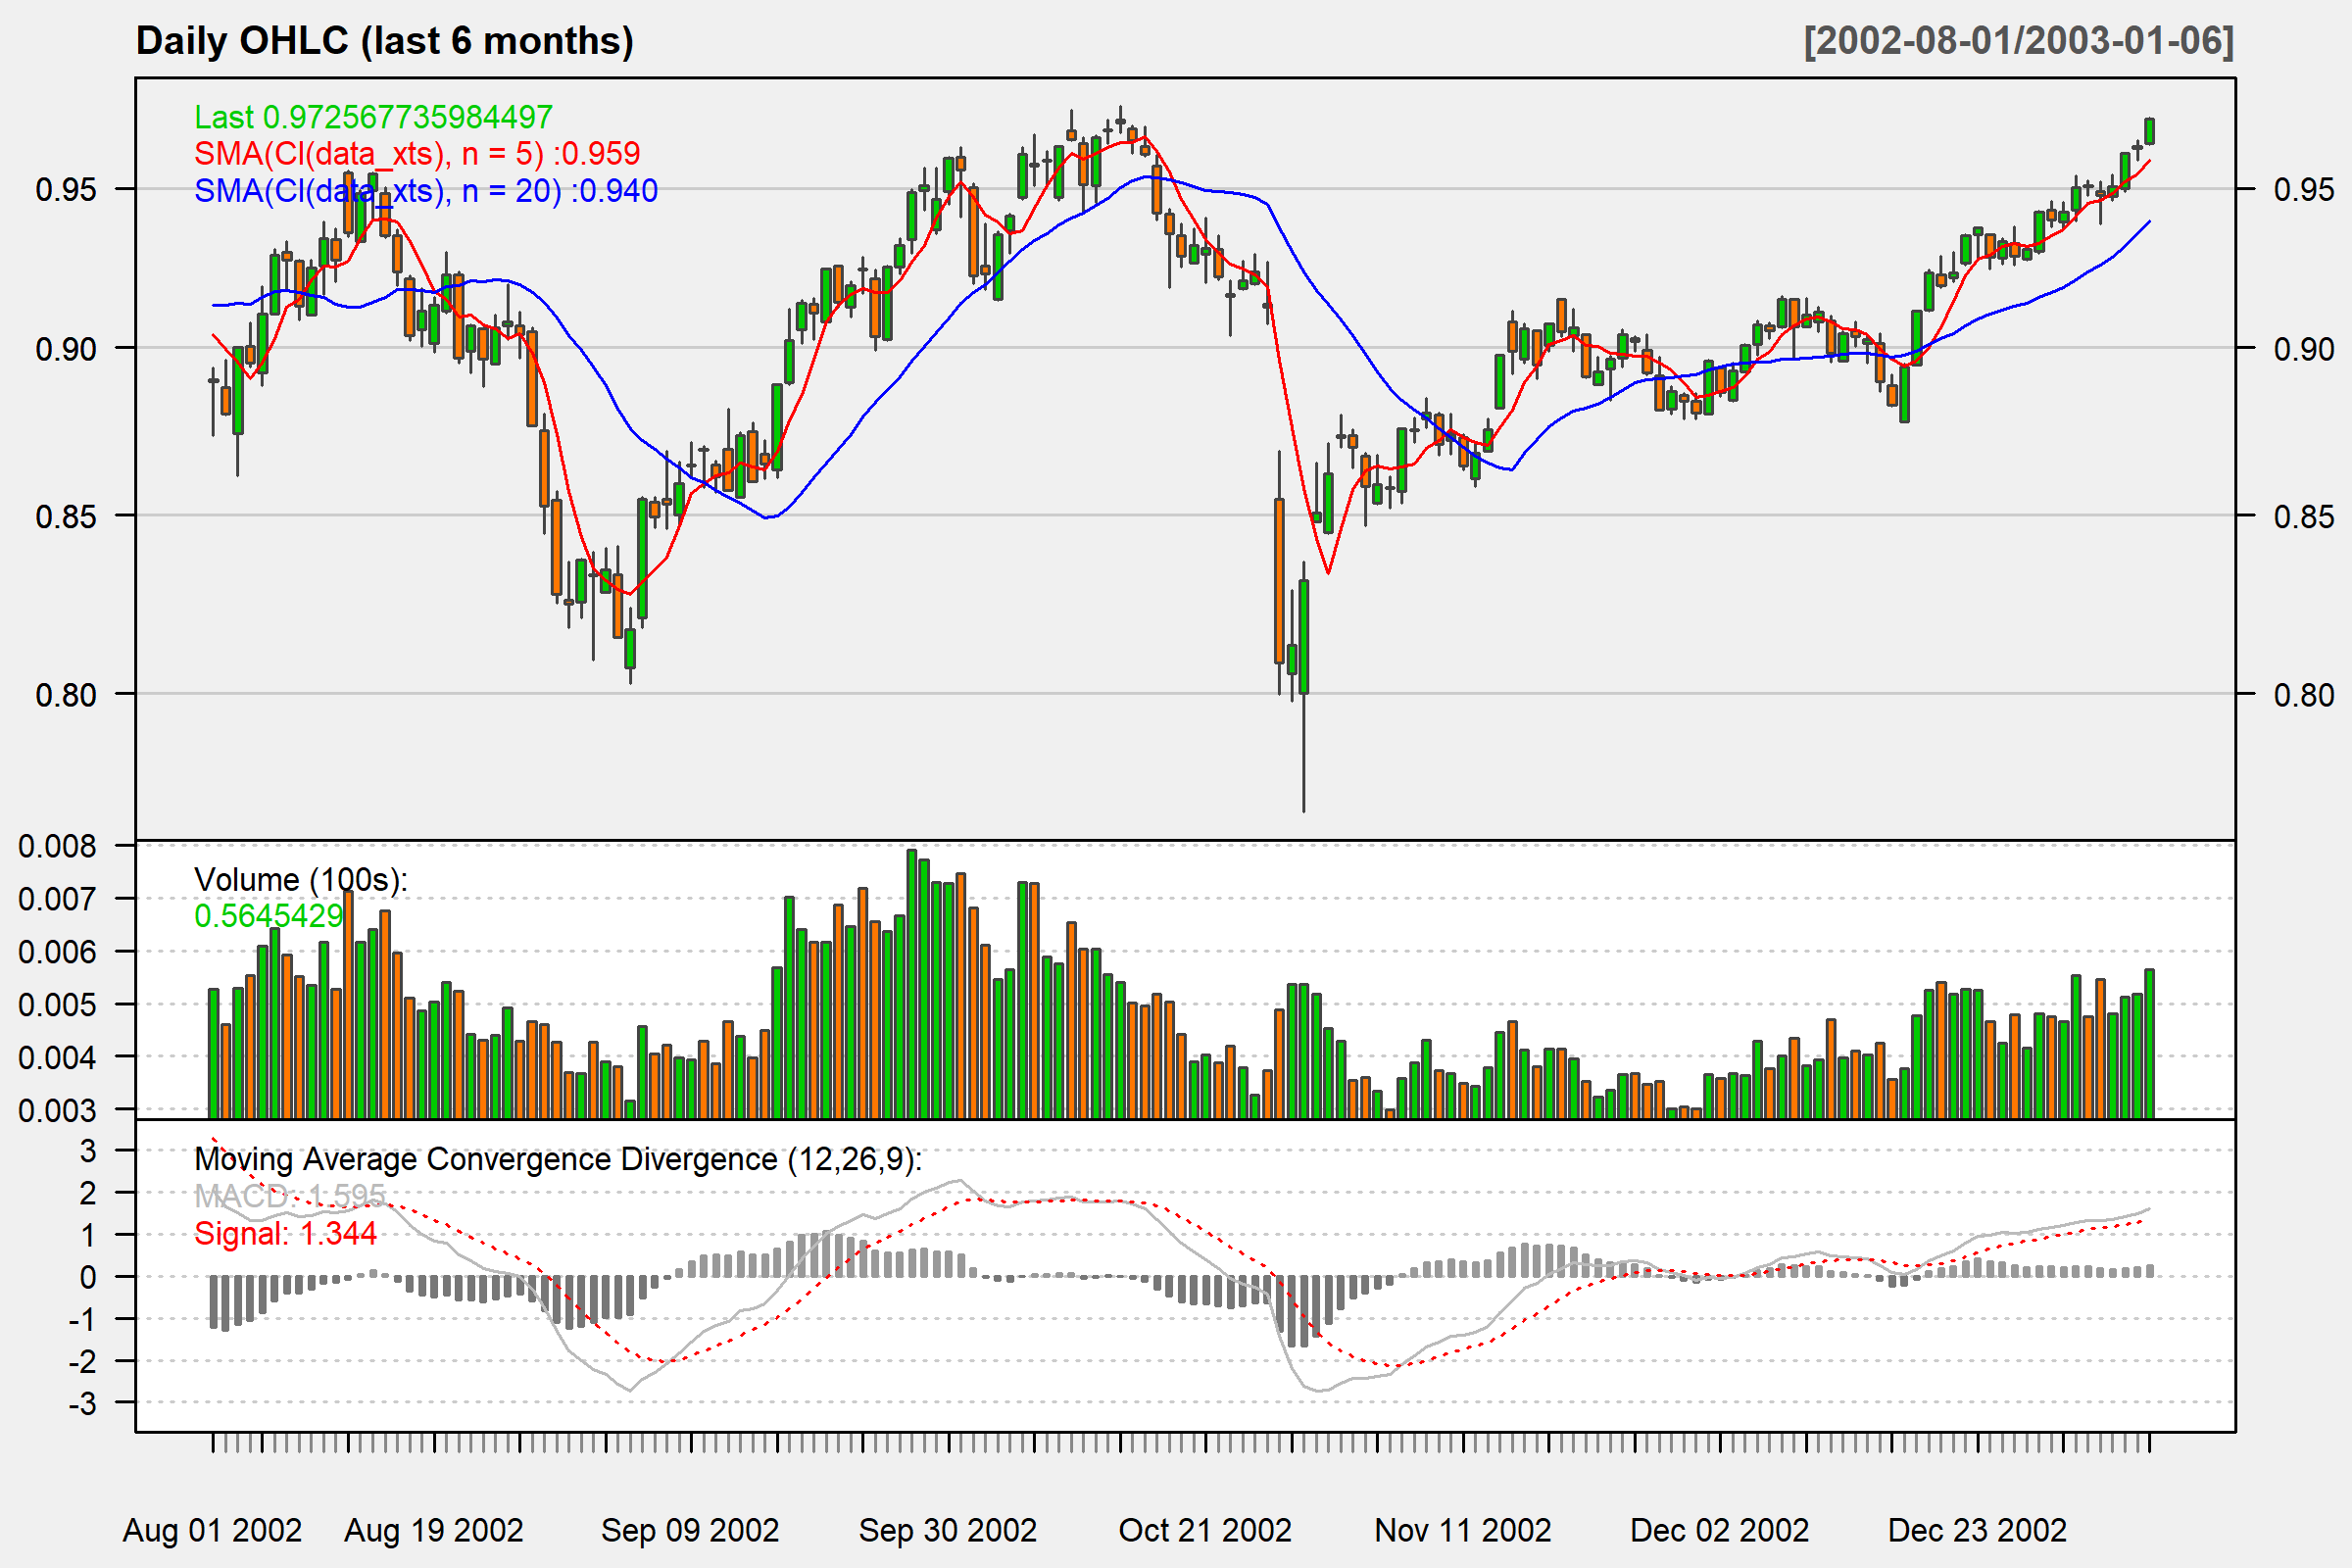 Daily OHLC (last 6 months)
[2002-08-01/2003-01-06]
Last 0.972567735984497
SMA(Cl(data_xts), n = 5) :0.959
SMA(Cl(data_xts), n = 20) :0.940
0.95
0.90
0.85
0.80
0.95
0.90
0.85
0.80
0.008
0.007
0.006
0.005
0.004
0.003
Volume (100s):
0.5645429
3
2
1
0
-1
-2
-3
Moving Average Convergence Divergence (12,26,9):
MACD: 1.595
Signal: 1.344
Aug 01 2002
Aug 19 2002
Sep 09 2002
Sep 30 2002
Oct 21 2002
Nov 11 2002
Dec 02 2002
Dec 23 2002